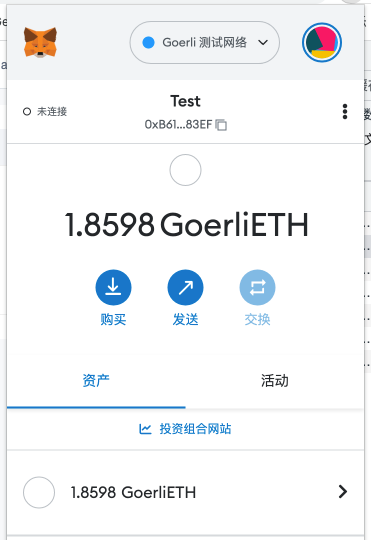 Goerli 测试网络
未连接
Test
0xB61...83EF
1.8598 GoerliETH
购买
发送
交换
资产
活动
投资组合网站
1.8598 GoerliETH